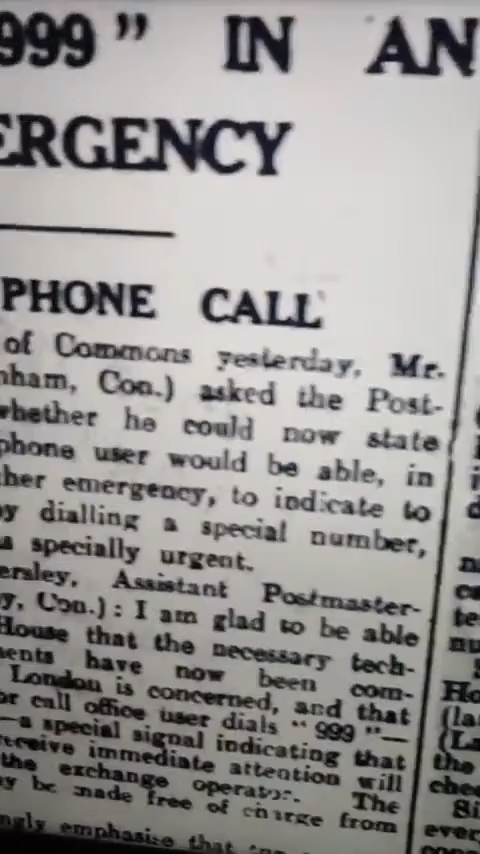 999" IN AN
ERGENCY
PHONE CALL
of Commons yesterday, Mr.
nham, Con.) asked the Post-
whether he could now state
phone user would be able, in
her emergency, to indicate to
by dialling a special number,
a specially urgent.
ersley, Assistant Postmaster-
y, Con.): I am glad to be able
House that the necessary tech-
ents have now been com-
London is concerned, and that
or call office user dials "999"—
—a special signal indicating that
receive immediate attention will
the exchange operator. The
y be made free of charge from
ngly emphasise that